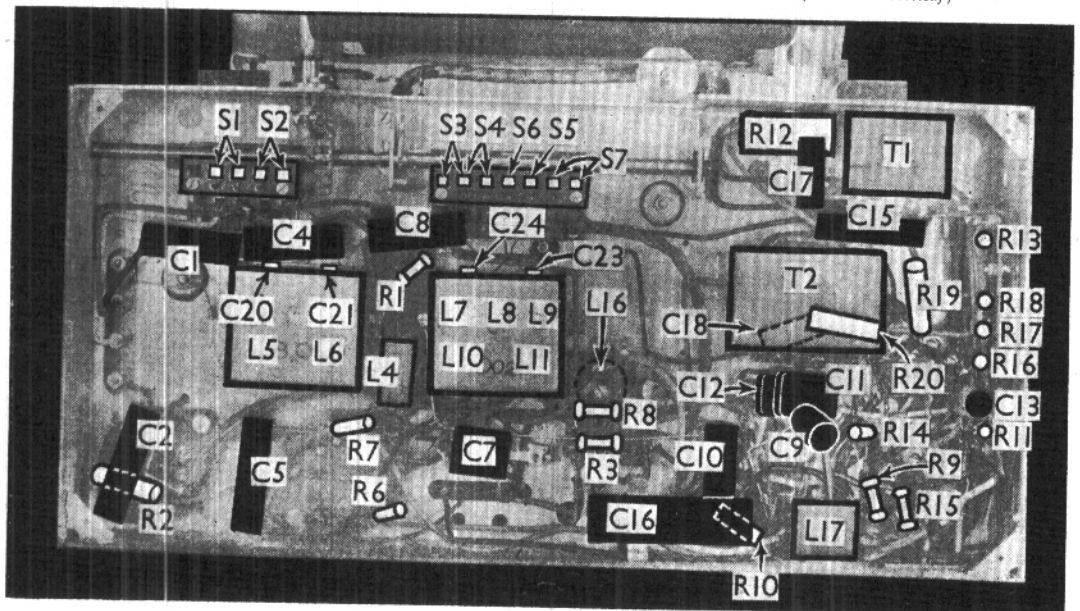 S1 S2
S3 S4 S6 S5
S7
R12
T1
C17
C15
R13
C4
C8
C24
C1
C23
R1
L16
T2
R19
C20 C21
L7 L8 L9
C18
R18
R17
L5 L6
L10 L11
L4
R16
C12
C11
R20
R8
C13
C2
R7
C7
C9
R14
R11
C5
R3
C10
R9
R6
R15
R2
C16
L17
R10